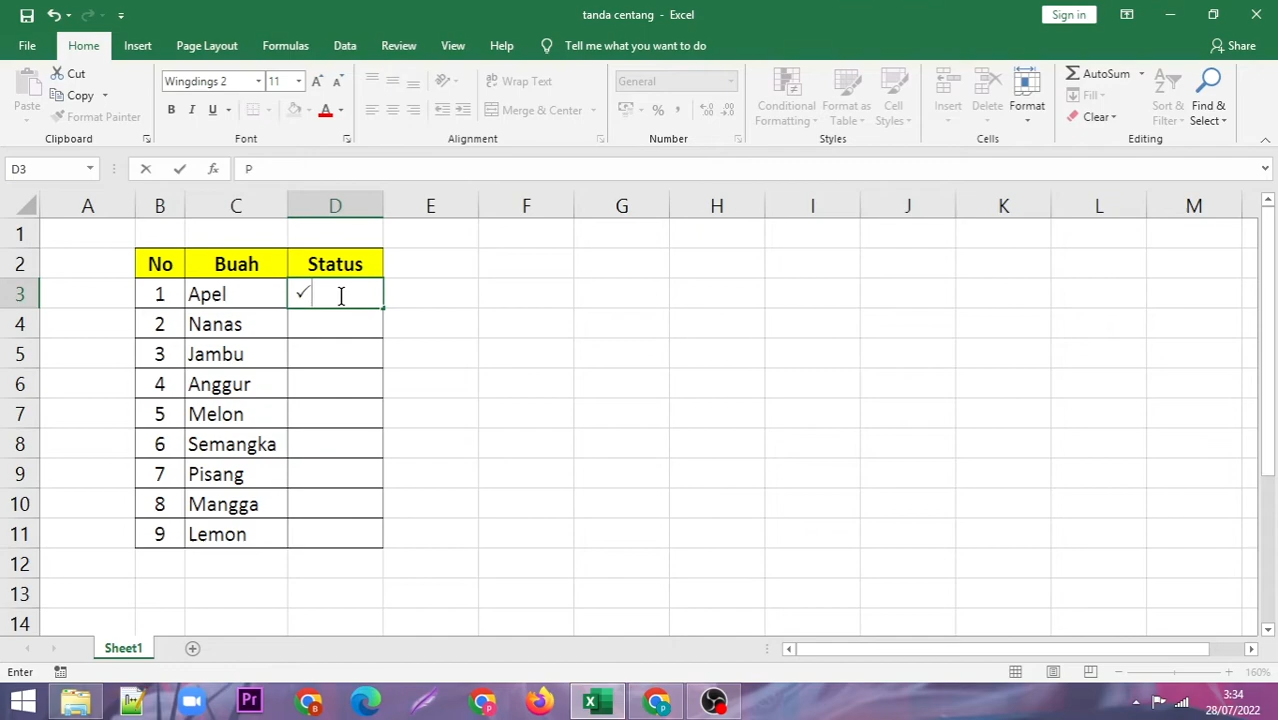 tanda centang - Excel
Sign in
File Home Insert Page Layout Formulas Data Review View Help Tell me what you want to do Share
Paste
Cut
Copy
Format Painter
Wingdings 2 11
B I U
Wrap Text
Merge & Center
General
Conditional Formatting
Format as Table
Cell Styles
Insert
Delete
Format
AutoSum
Fill
Clear
Sort & Filter
Find & Select
Clipboard Font Alignment Number Styles Cells Editing
D3 fx P
A B C D E F G H I J K L M
1
2 No Buah Status
3 1 Apel ✓
4 2 Nanas
5 3 Jambu
6 4 Anggur
7 5 Melon
8 6 Semangka
9 7 Pisang
10 8 Mangga
11 9 Lemon
12
13
14
Sheet1
Enter 160%
3:34
28/07/2022